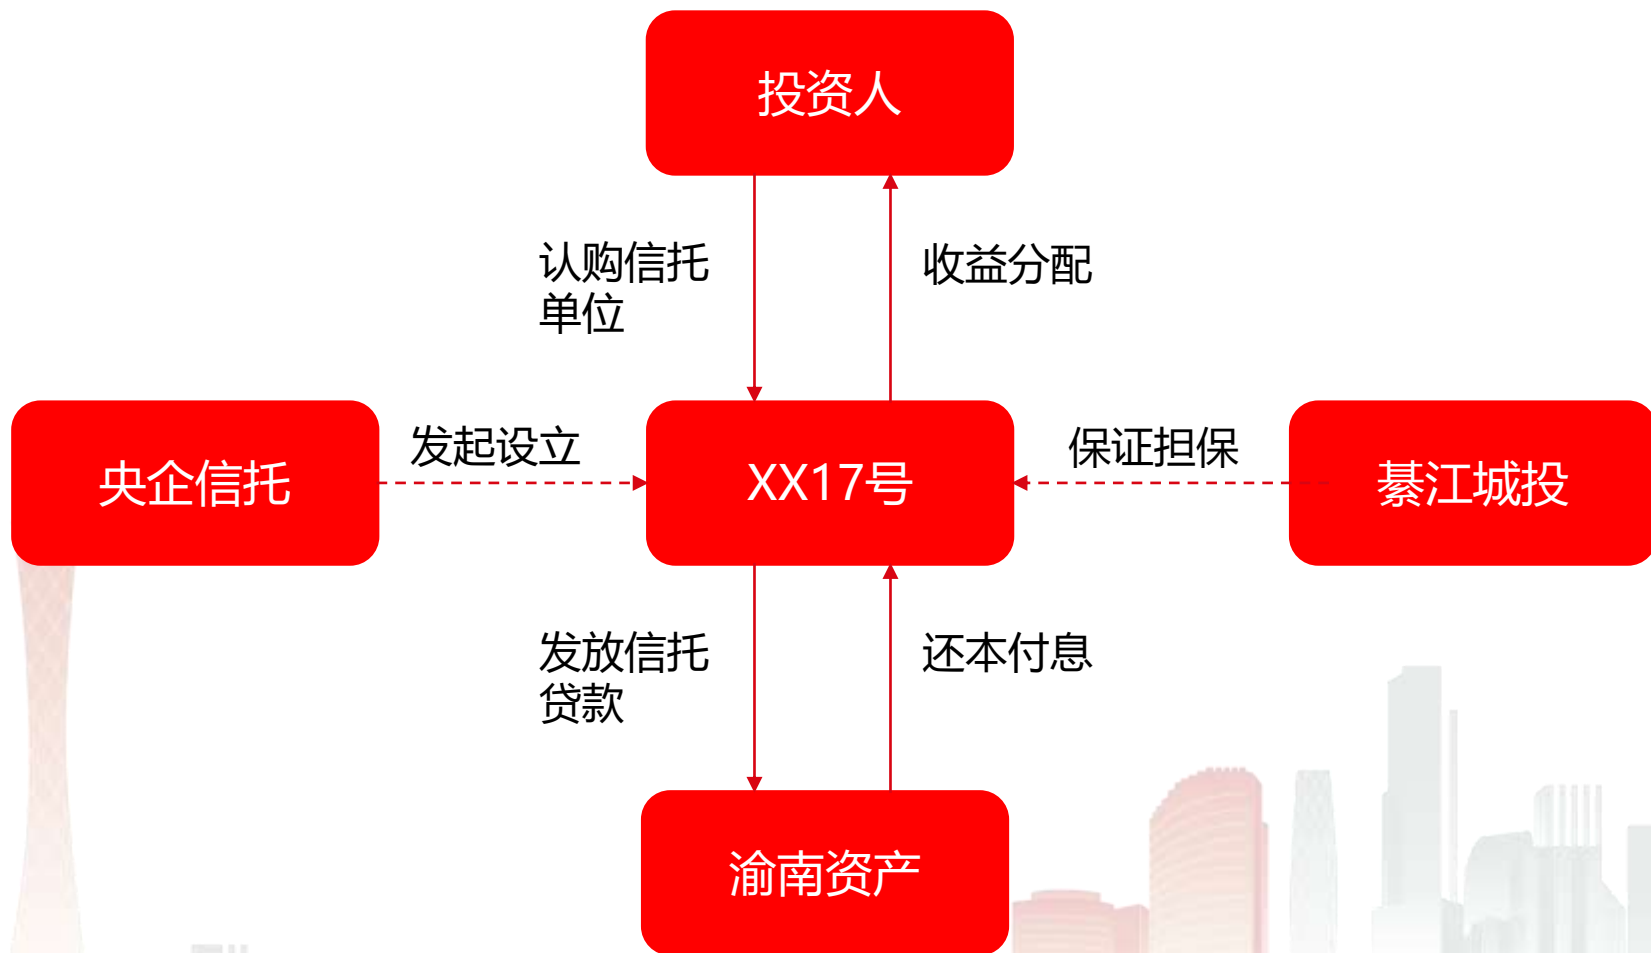 投资人
认购信托
单位
收益分配
央企信托
发起设立
XX17号
保证担保
綦江城投
发放信托
贷款
还本付息
渝南资产